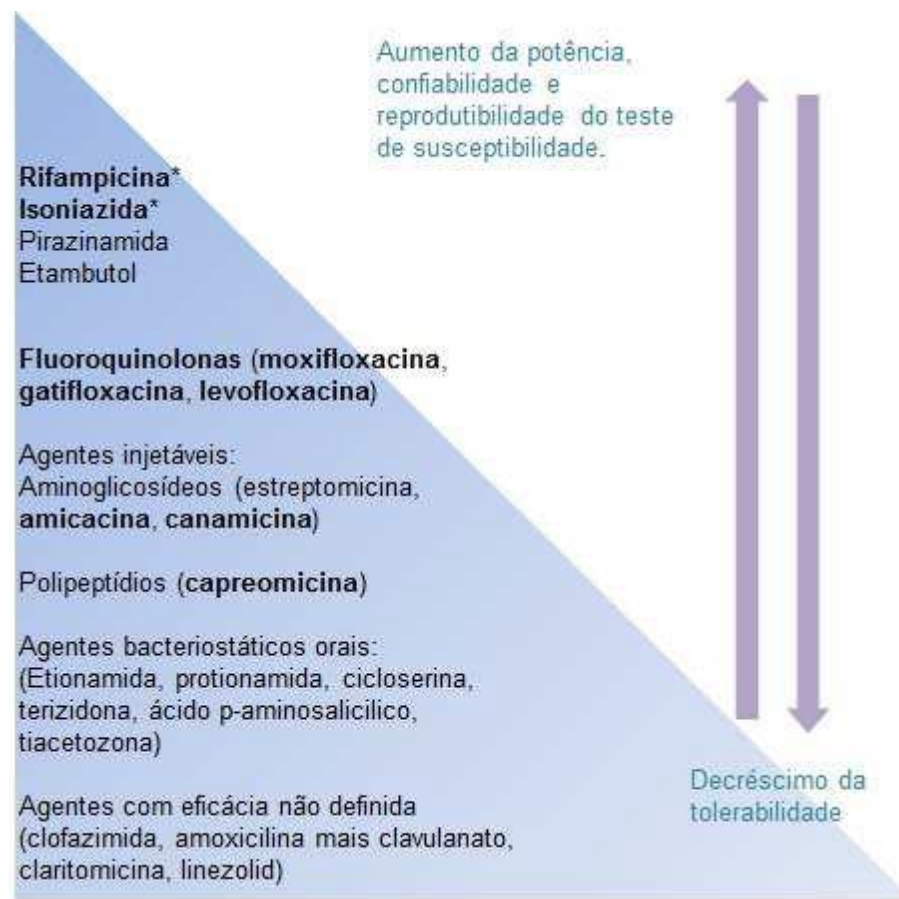 Aumento da potência,
confiabilidade e
reprodutibilidade do teste
de susceptibilidade.
Rifampicina*
Isoniazida*
Pirazinamida
Etambutol
Fluoroquinolonas (moxifloxacina,
gatifloxacina, levofloxacina)
Agentes injetáveis:
Aminoglicosídeos (estreptomicina,
amicacina, canamicina)
Polipeptídios (capreomicina)
Agentes bacteriostáticos orais:
(Etionamida, protionamida, cicloserina,
terizidona, ácido p-aminosalicilico,
tiacetozona)
Agentes com eficácia não definida
(clofazimida, amoxicilina mais clavulanato,
claritomicina, linezolid)
Decréscimo da
tolerabilidade